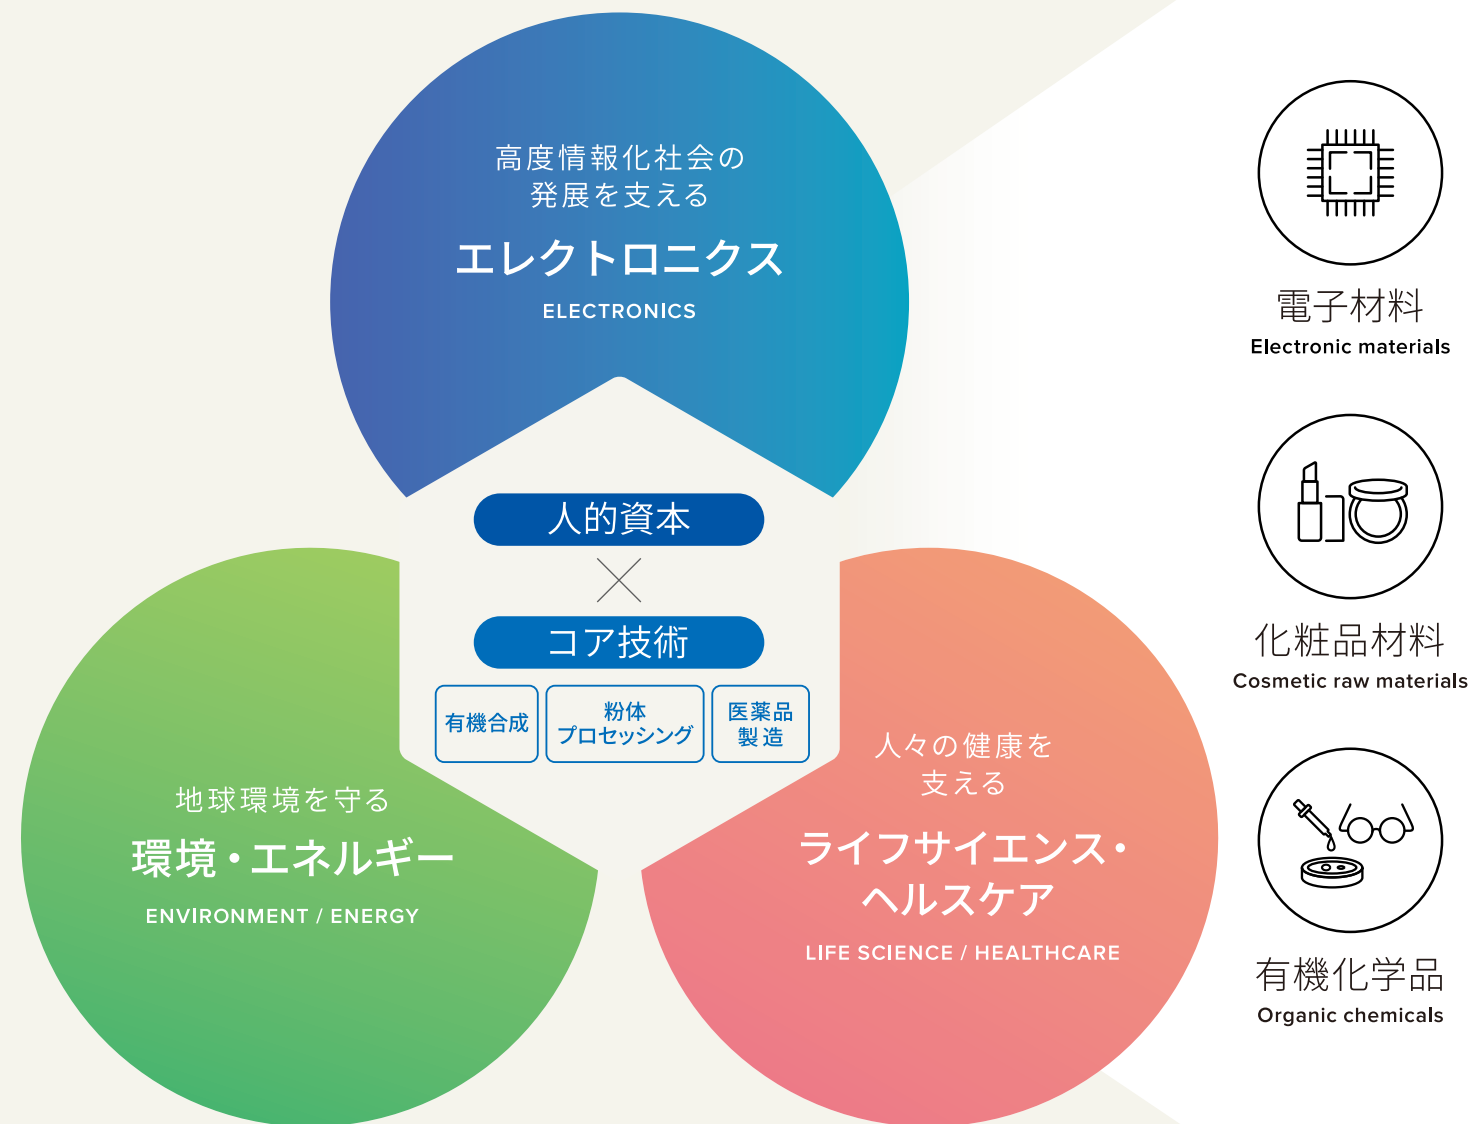 高度情報化社会の
発展を支える
エレクトロニクス
ELECTRONICS
人的資本
×
コア技術
有機合成
粉体
プロセッシング
医薬品
製造
地球環境を守る
環境・エネルギー
ENVIRONMENT / ENERGY
人々の健康を
支える
ライフサイエンス・
ヘルスケア
LIFE SCIENCE / HEALTHCARE
電子材料
Electronic materials
化粧品材料
Cosmetic raw materials
有機化学品
Organic chemicals